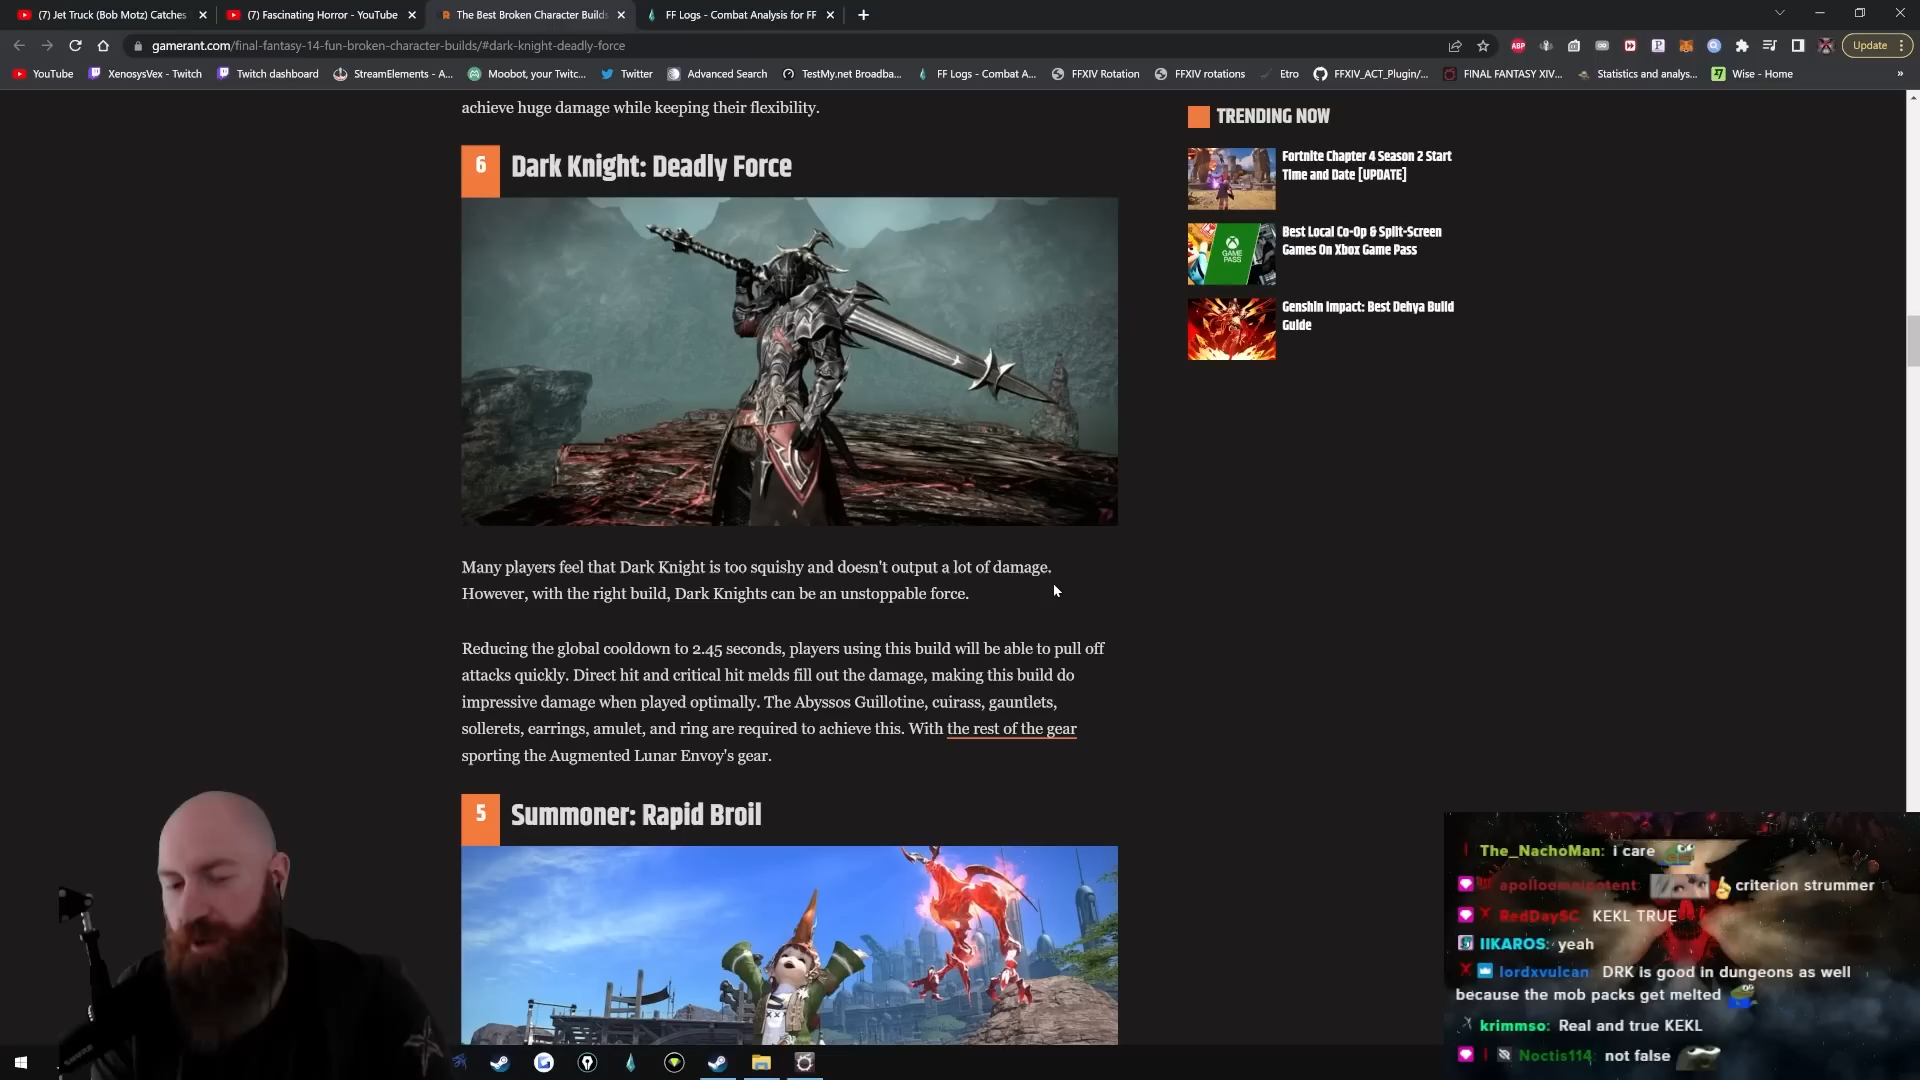 (7) Jet Truck (Bob Motz) Catches
(7) Fascinating Horror - YouTube
The Best Broken Character Builds
FF Logs - Combat Analysis for FF
gamerant.com/final-fantasy-14-fun-broken-character-builds/#dark-knight-deadly-force
ABP
Update
YouTube
XenosysVex - Twitch
Twitch dashboard
StreamElements - A...
Moobot, your Twitc...
Twitter
Advanced Search
TestMy.net Broadba...
FF Logs - Combat A...
FFXIV Rotation
FFXIV rotations
Etro
FFXIV_ACT_Plugin/...
FINAL FANTASY XIV...
Statistics and analys...
Wise - Home
»
achieve huge damage while keeping their flexibility.
6 Dark Knight: Deadly Force
Many players feel that Dark Knight is too squishy and doesn't output a lot of damage.
However, with the right build, Dark Knights can be an unstoppable force.
Reducing the global cooldown to 2.45 seconds, players using this build will be able to pull off
attacks quickly. Direct hit and critical hit melds fill out the damage, making this build do
impressive damage when played optimally. The Abyssos Guillotine, cuirass, gauntlets,
sollerets, earrings, amulet, and ring are required to achieve this. With the rest of the gear
sporting the Augmented Lunar Envoy's gear.
5 Summoner: Rapid Broil
TRENDING NOW
Fortnite Chapter 4 Season 2 Start
Time and Date [UPDATE]
GAME
PASS
Best Local Co-Op & Split-Screen
Games On Xbox Game Pass
Genshin Impact: Best Dehya Build
Guide
The_NachoMan: i care
apolloomnipotent: criterion strummer
RedDaySC: KEKL TRUE
IIKAROS: yeah
lordxvulcan: DRK is good in dungeons as well
because the mob packs get melted
krimmso: Real and true KEKL
Noctis114: not false